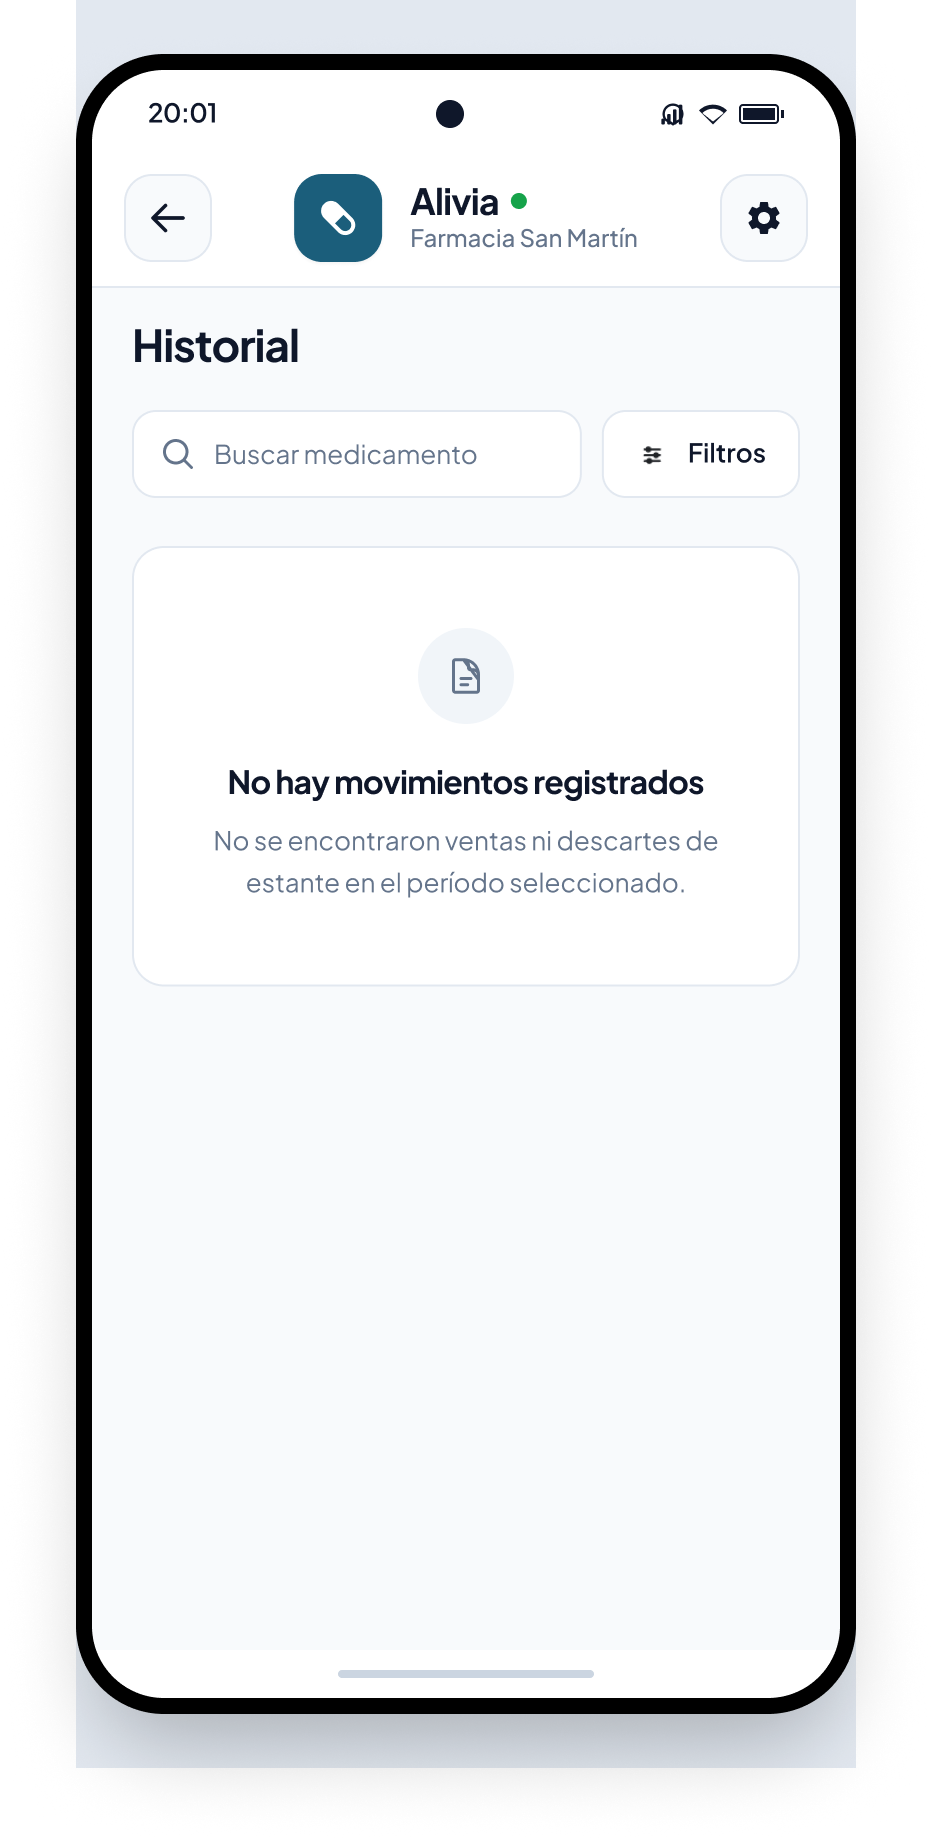 20:01
Alivia
Farmacia San Martín
Historial
Buscar medicamento
Filtros
No hay movimientos registrados
No se encontraron ventas ni descartes de
estante en el período seleccionado.